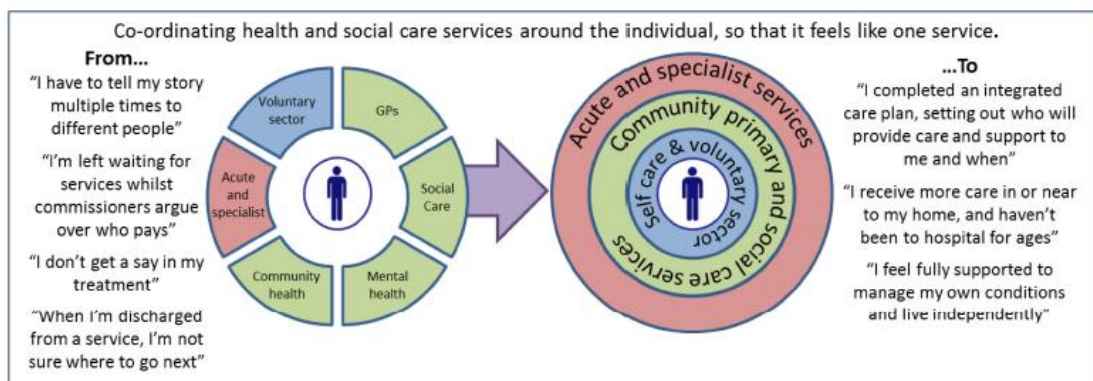 Co-ordinating health and social care services around the individual, so that it feels like one service.
From...
“I have to tell my story
multiple times to
different people”
“I’m left waiting for
services whilst
commissioners argue
over who pays”
“I don’t get a say in my
treatment”
“When I’m discharged
from a service, I’m not
sure where to go next”
Voluntary
sector
GPs
Acute
and
specialist
Social
Care
Community
health
Mental
health
Acute and specialist services
Community primary and social care services
Self care & voluntary sector
...To
“I completed an integrated
care plan, setting out who will
provide care and support to
me and when”
“I receive more care in or near
to my home, and haven’t
been to hospital for ages”
“I feel fully supported to
manage my own conditions
and live independently”